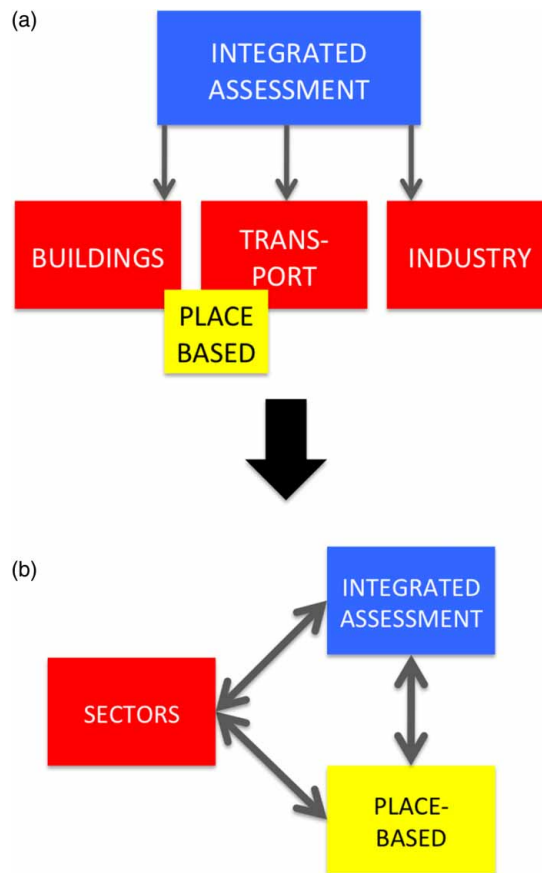 (a)
INTEGRATED
ASSESSMENT
BUILDINGS
TRANS-
PORT
INDUSTRY
PLACE
BASED
(b)
INTEGRATED
ASSESSMENT
SECTORS
PLACE-
BASED